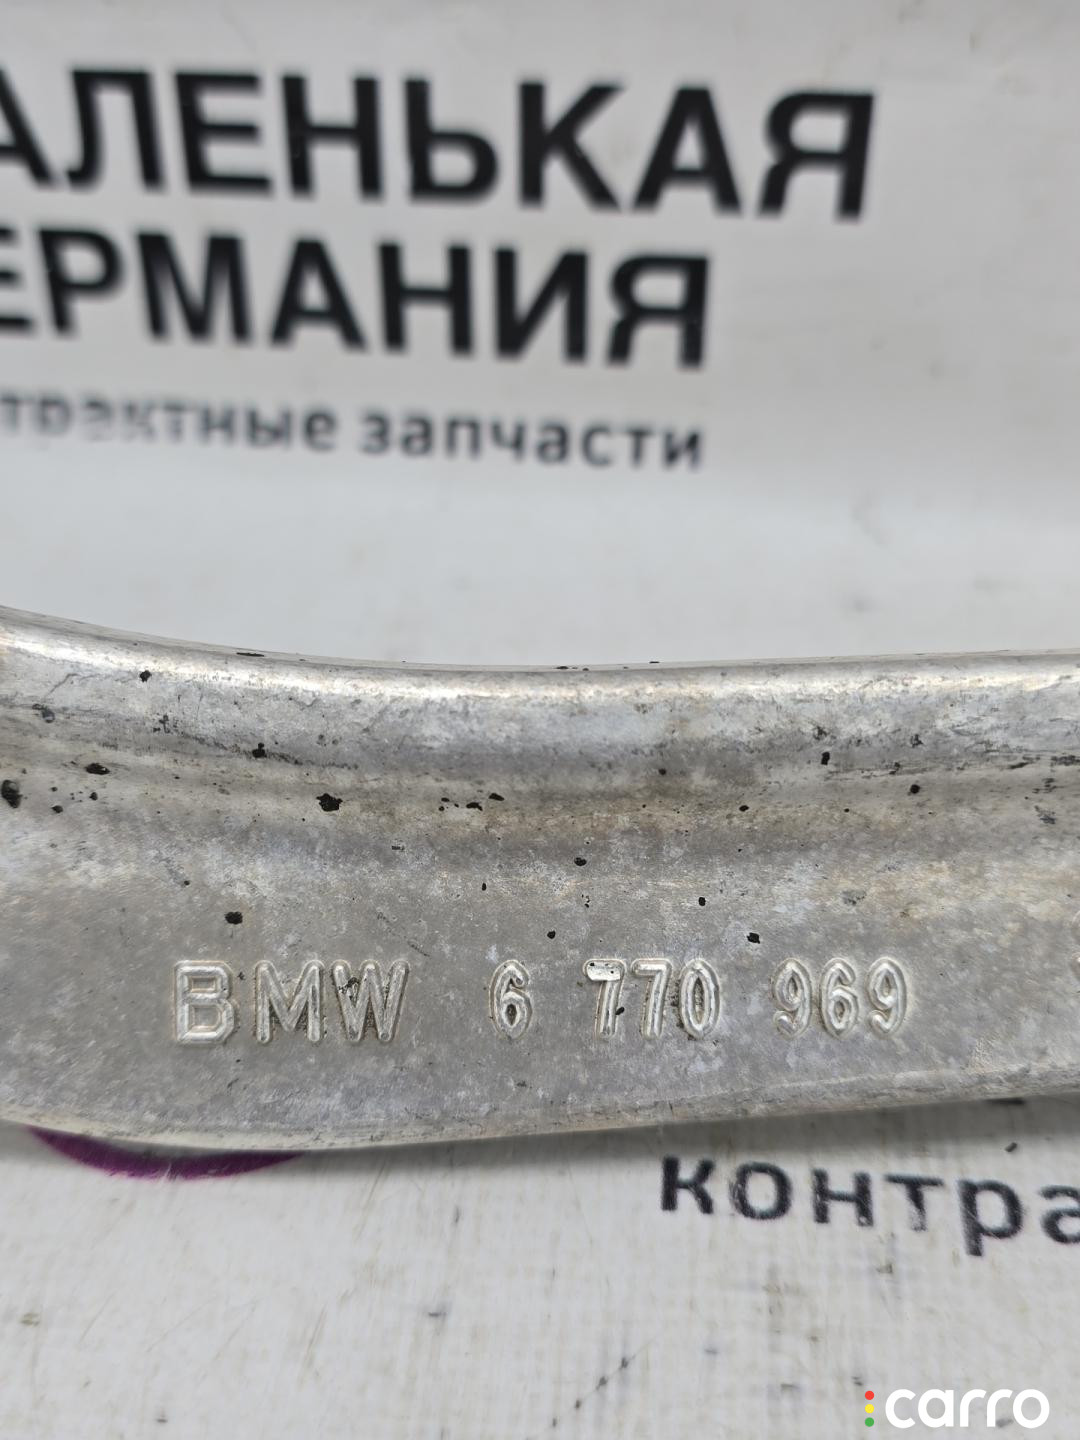 АЛЕНЬКАЯ
ЕРМАНИЯ
трактные запчасти
BMW 6 770 969
контра
carro